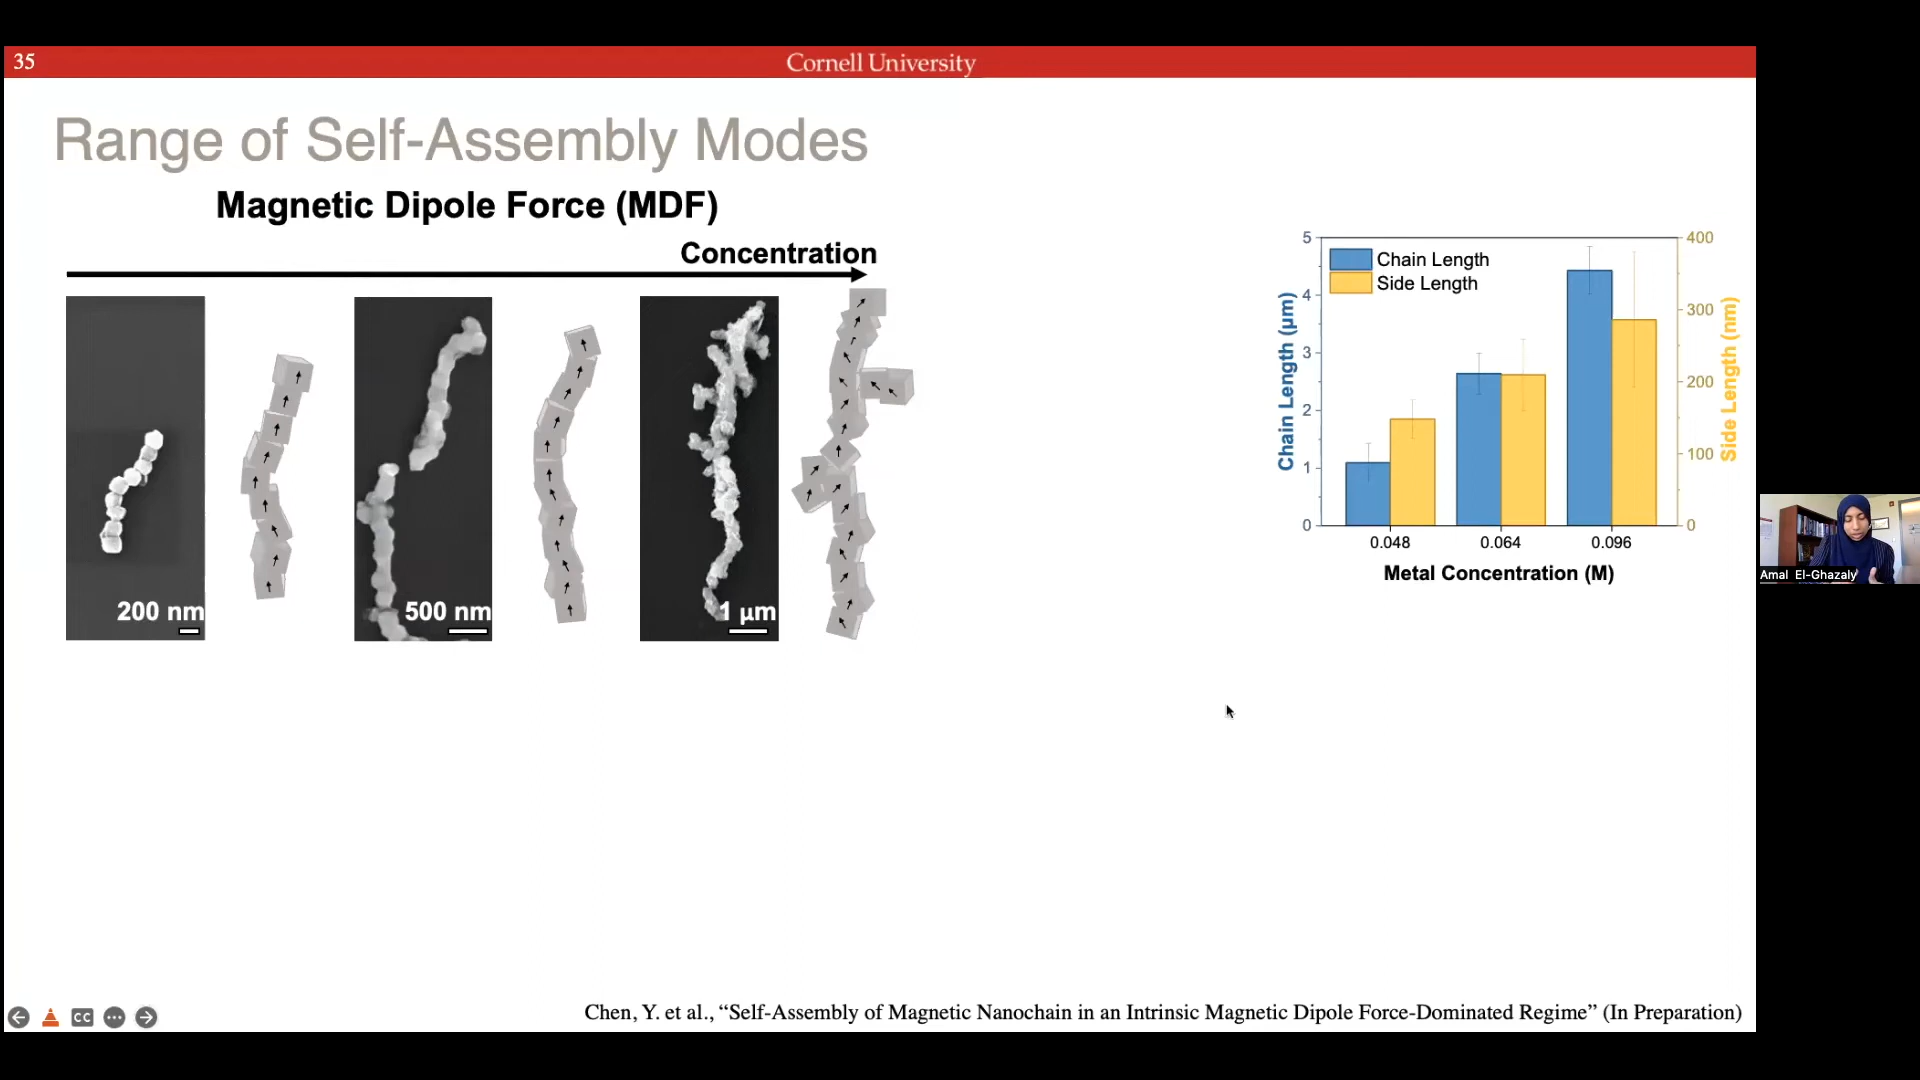 35
Cornell University
Range of Self-Assembly Modes
Magnetic Dipole Force (MDF)
Concentration
200 nm
500 nm
1 µm
Chain Length
Side Length
Chain Length (µm)
5
4
3
2
1
0
400
300
200
100
0
Side Length (nm)
0.048
0.064
0.096
Metal Concentration (M)
Amal El-Ghazaly
CC
Chen, Y. et al., “Self-Assembly of Magnetic Nanochain in an Intrinsic Magnetic Dipole Force-Dominated Regime” (In Preparation)